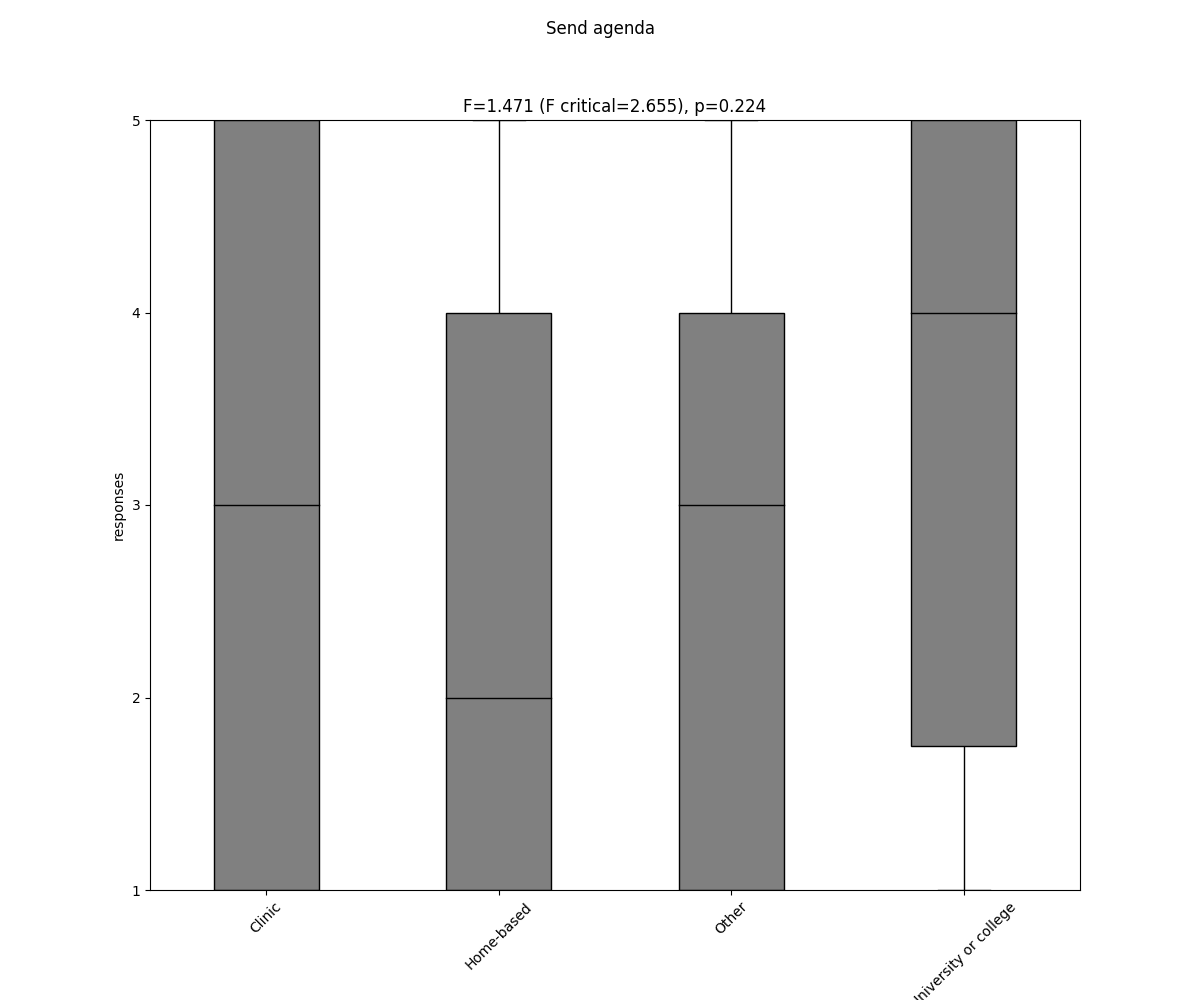 Send agenda
F=1.471 (F critical=2.655), p=0.224
5
4
3
2
1
responses
Clinic
Home-based
Other
or college